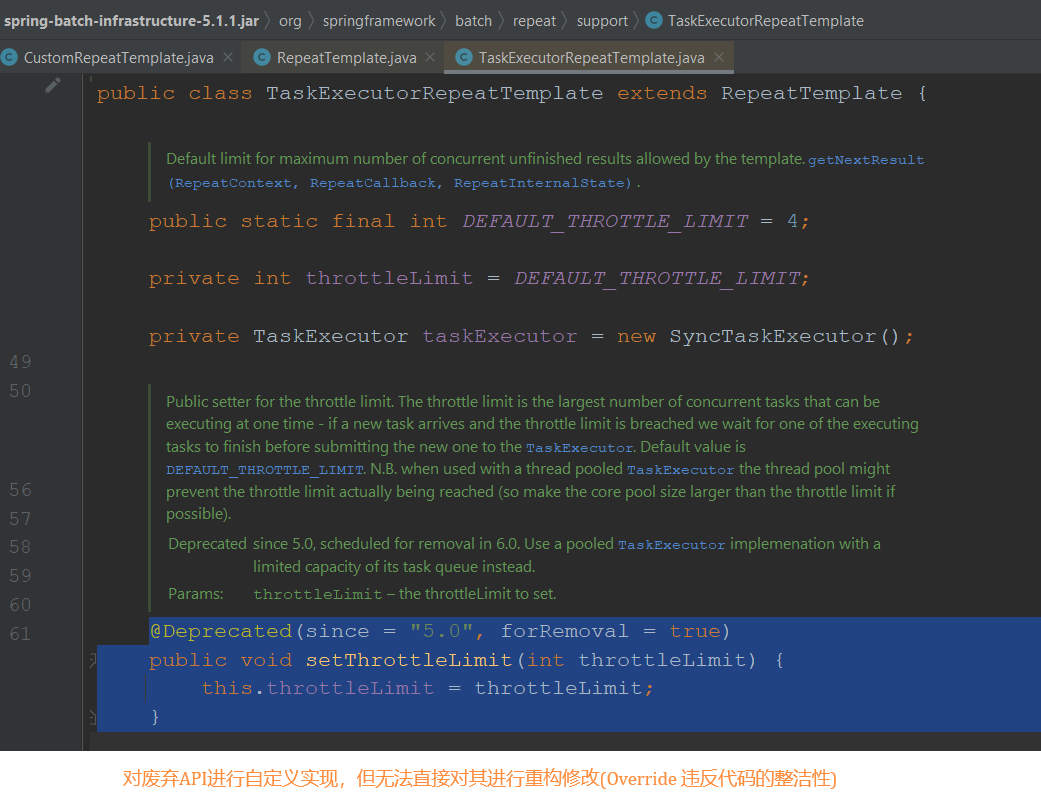 spring-batch-infrastructure-5.1.1.jar 〉 org 〉 springframework 〉 batch 〉 repeat 〉 support 〉 C TaskExecutorRepeatTemplate
C CustomRepeatTemplate.java × C RepeatTemplate.java × C TaskExecutorRepeatTemplate.java ×
public class TaskExecutorRepeatTemplate extends RepeatTemplate {
Default limit for maximum number of concurrent unfinished results allowed by the template. getNextResult
(RepeatContext, RepeatCallback, RepeatInternalState) .
public static final int DEFAULT_THROTTLE_LIMIT = 4;
private int throttleLimit = DEFAULT_THROTTLE_LIMIT;
private TaskExecutor taskExecutor = new SyncTaskExecutor();
49
50
Public setter for the throttle limit. The throttle limit is the largest number of concurrent tasks that can be
executing at one time - if a new task arrives and the throttle limit is breached we wait for one of the executing
tasks to finish before submitting the new one to the TaskExecutor. Default value is
DEFAULT_THROTTLE_LIMIT. N.B. when used with a thread pooled TaskExecutor the thread pool might
56 prevent the throttle limit actually being reached (so make the core pool size larger than the throttle limit if
57 possible).
58 Deprecated since 5.0, scheduled for removal in 6.0. Use a pooled TaskExecutor implemenation with a
59 limited capacity of its task queue instead.
60 Params: throttleLimit – the throttleLimit to set.
61 @Deprecated(since = "5.0", forRemoval = true)
public void setThrottleLimit(int throttleLimit) {
this.throttleLimit = throttleLimit;
}
对废弃API进行自定义实现，但无法直接对其进行重构修改(Override 违反代码的整洁性)